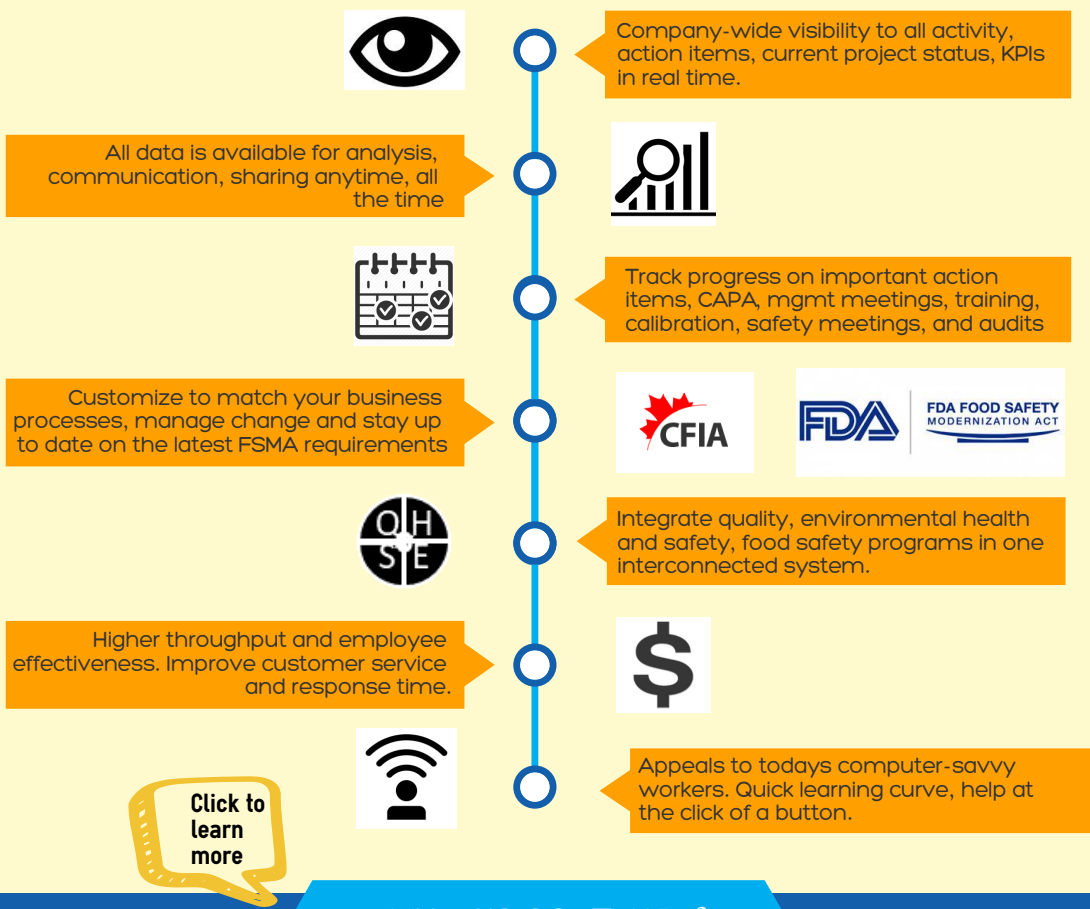 Company-wide visibility to all activity,
action items, current project status, KPIs
in real time.
All data is available for analysis,
communication, sharing anytime, all
the time
Track progress on important action
items, CAPA, mgmt meetings, training,
calibration, safety meetings, and audits
Customize to match your business
processes, manage change and stay up
to date on the latest FSMA requirements
CFIA
FDA
FDA FOOD SAFETY
MODERNIZATION ACT
QH
SE
Integrate quality, environmental health
and safety, food safety programs in one
interconnected system.
Higher throughput and employee
effectiveness. Improve customer service
and response time.
$
Appeals to todays computer-savvy
workers. Quick learning curve, help at
the click of a button.
Click to
learn
more